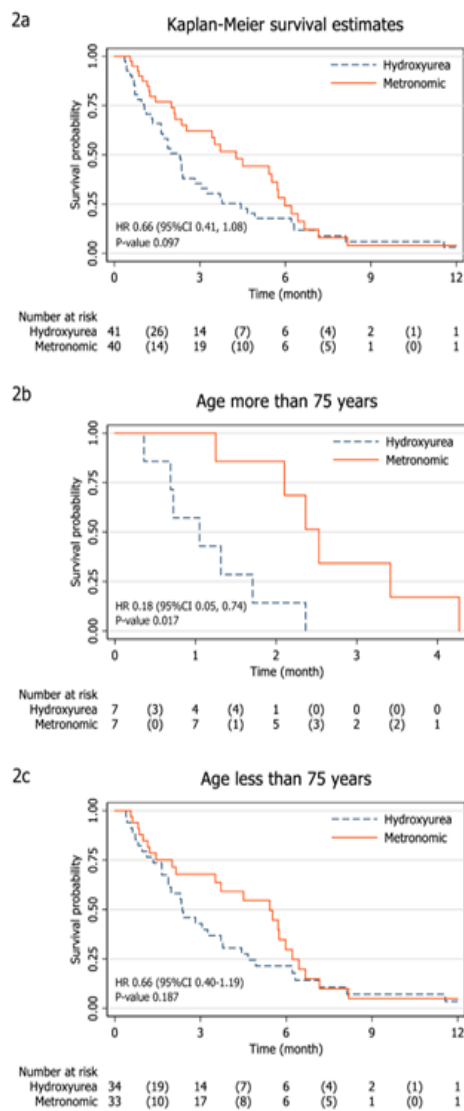 2a
Kaplan-Meier survival estimates
Hydroxyurea
Metronomic
Survival probability
1.00
0.75
0.50
0.25
0.00
HR 0.66 (95%CI 0.41, 1.08)
P-value 0.097
0 3 6 9 12
Time (month)
Number at risk
Hydroxyurea 41 (26) 14 (7) 6 (4) 2 (1) 1
Metronomic 40 (14) 19 (10) 6 (5) 1 (0) 1
2b
Age more than 75 years
Hydroxyurea
Metronomic
Survival probability
1.00
0.75
0.50
0.25
0.00
HR 0.18 (95%CI 0.05, 0.74)
P-value 0.017
0 1 2 3 4
Time (month)
Number at risk
Hydroxyurea 7 (3) 4 (4) 1 (0) 0 (0) 0
Metronomic 7 (0) 7 (1) 5 (3) 2 (2) 1
2c
Age less than 75 years
Hydroxyurea
Metronomic
Survival probability
1.00
0.75
0.50
0.25
0.00
HR 0.66 (95%CI 0.40-1.19)
P-value 0.187
0 3 6 9 12
Time (month)
Number at risk
Hydroxyurea 34 (19) 14 (7) 6 (4) 2 (1) 1
Metronomic 33 (10) 17 (8) 6 (5) 1 (0) 1